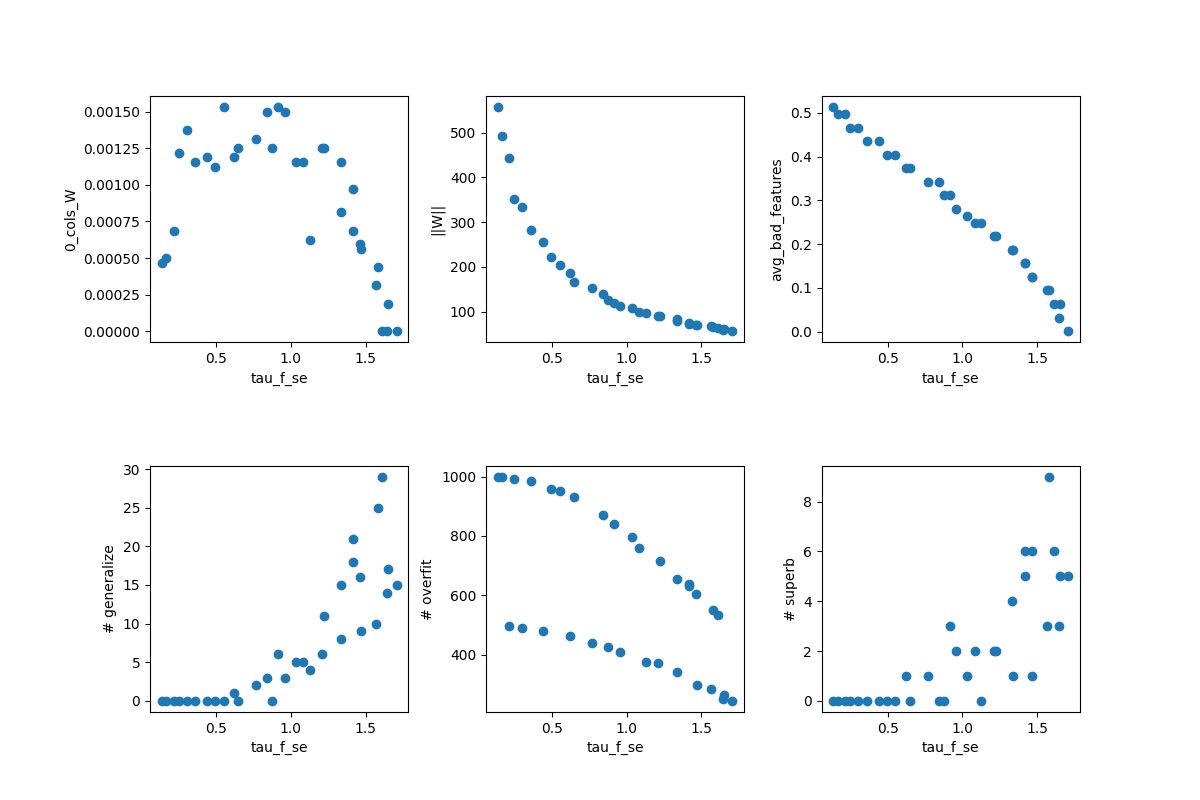 0.00150
0.00125
0.00100
0.00075
0.00050
0.00025
0.00000
0_cols_W
0.5 1.0 1.5
tau_f_se
500
400
300
200
100
||W||
0.5 1.0 1.5
tau_f_se
0.5
0.4
0.3
0.2
0.1
0.0
avg_bad_features
0.5 1.0 1.5
tau_f_se
30
25
20
15
10
5
0
# generalize
0.5 1.0 1.5
tau_f_se
1000
800
600
400
# overfit
0.5 1.0 1.5
tau_f_se
8
6
4
2
0
# superb
0.5 1.0 1.5
tau_f_se